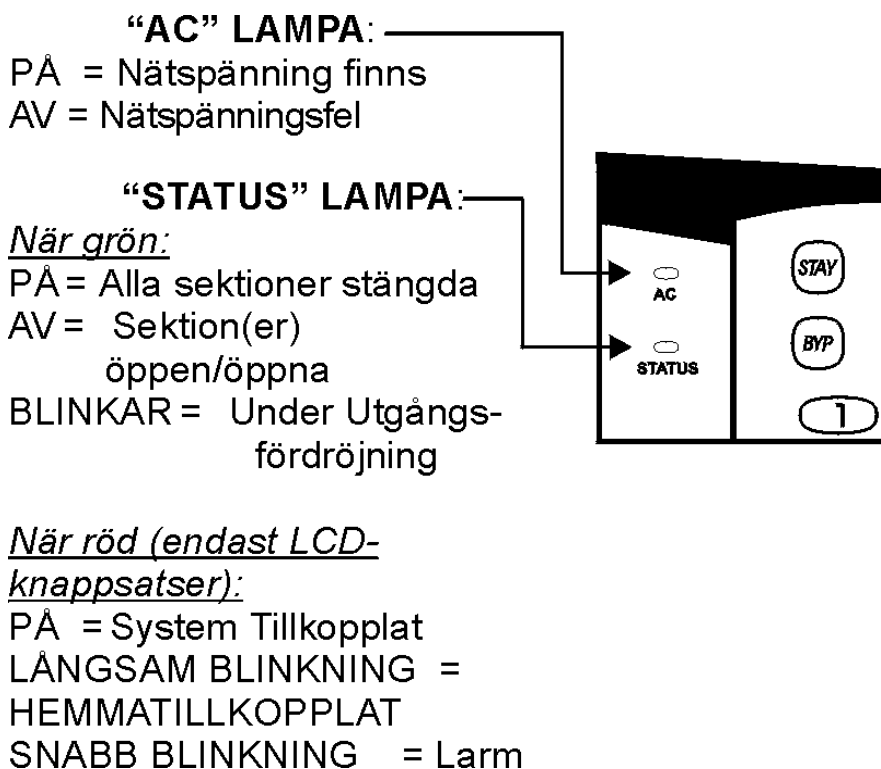 “AC” LAMPA:
PÅ = Nätspänning finns
AV = Nätspänningsfel
“STATUS” LAMPA:
När grön:
PÅ = Alla sektioner stängda
AV = Sektion(er)
öppen/öppna
BLINKAR = Under Utgångs-
fördröjning
När röd (endast LCD-
knappsatser):
PÅ = System Tillkopplat
LÅNGSAM BLINKNING =
HEMMATILLKOPPLAT
SNABB BLINKNING = Larm
AC
STATUS
STAY
BYP
1